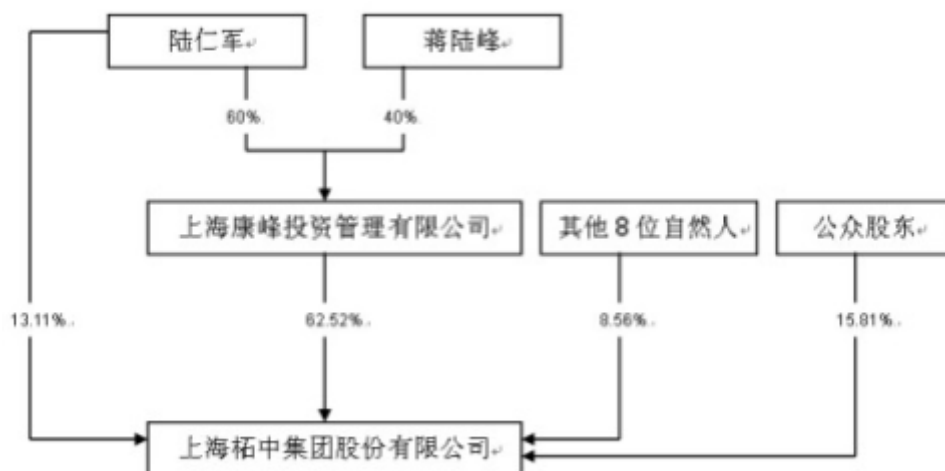 陆仁军
蒋陆峰
60%
40%
上海康峰投资管理有限公司
其他8位自然人
公众股东
13.11%
62.52%
8.56%
15.81%
上海柘中集团股份有限公司